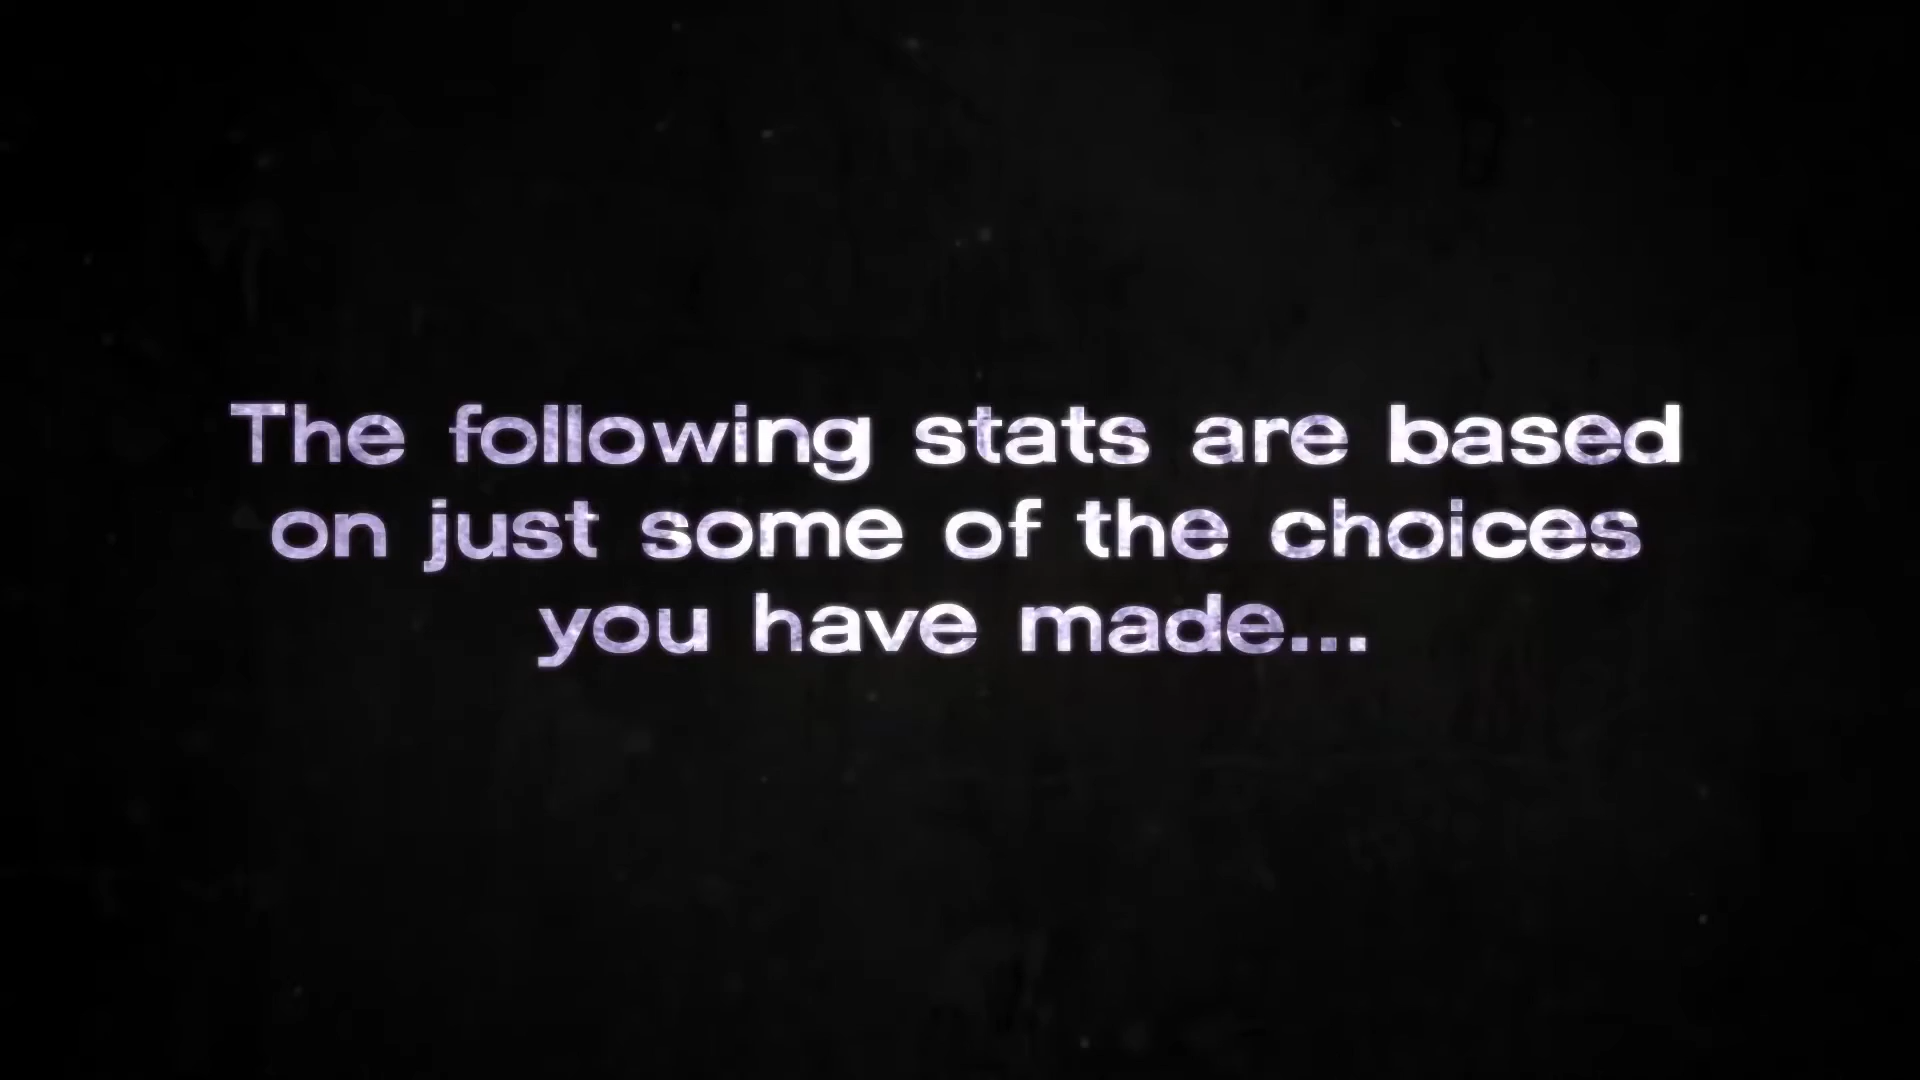 The following stats are based
on just some of the choices
you have made...